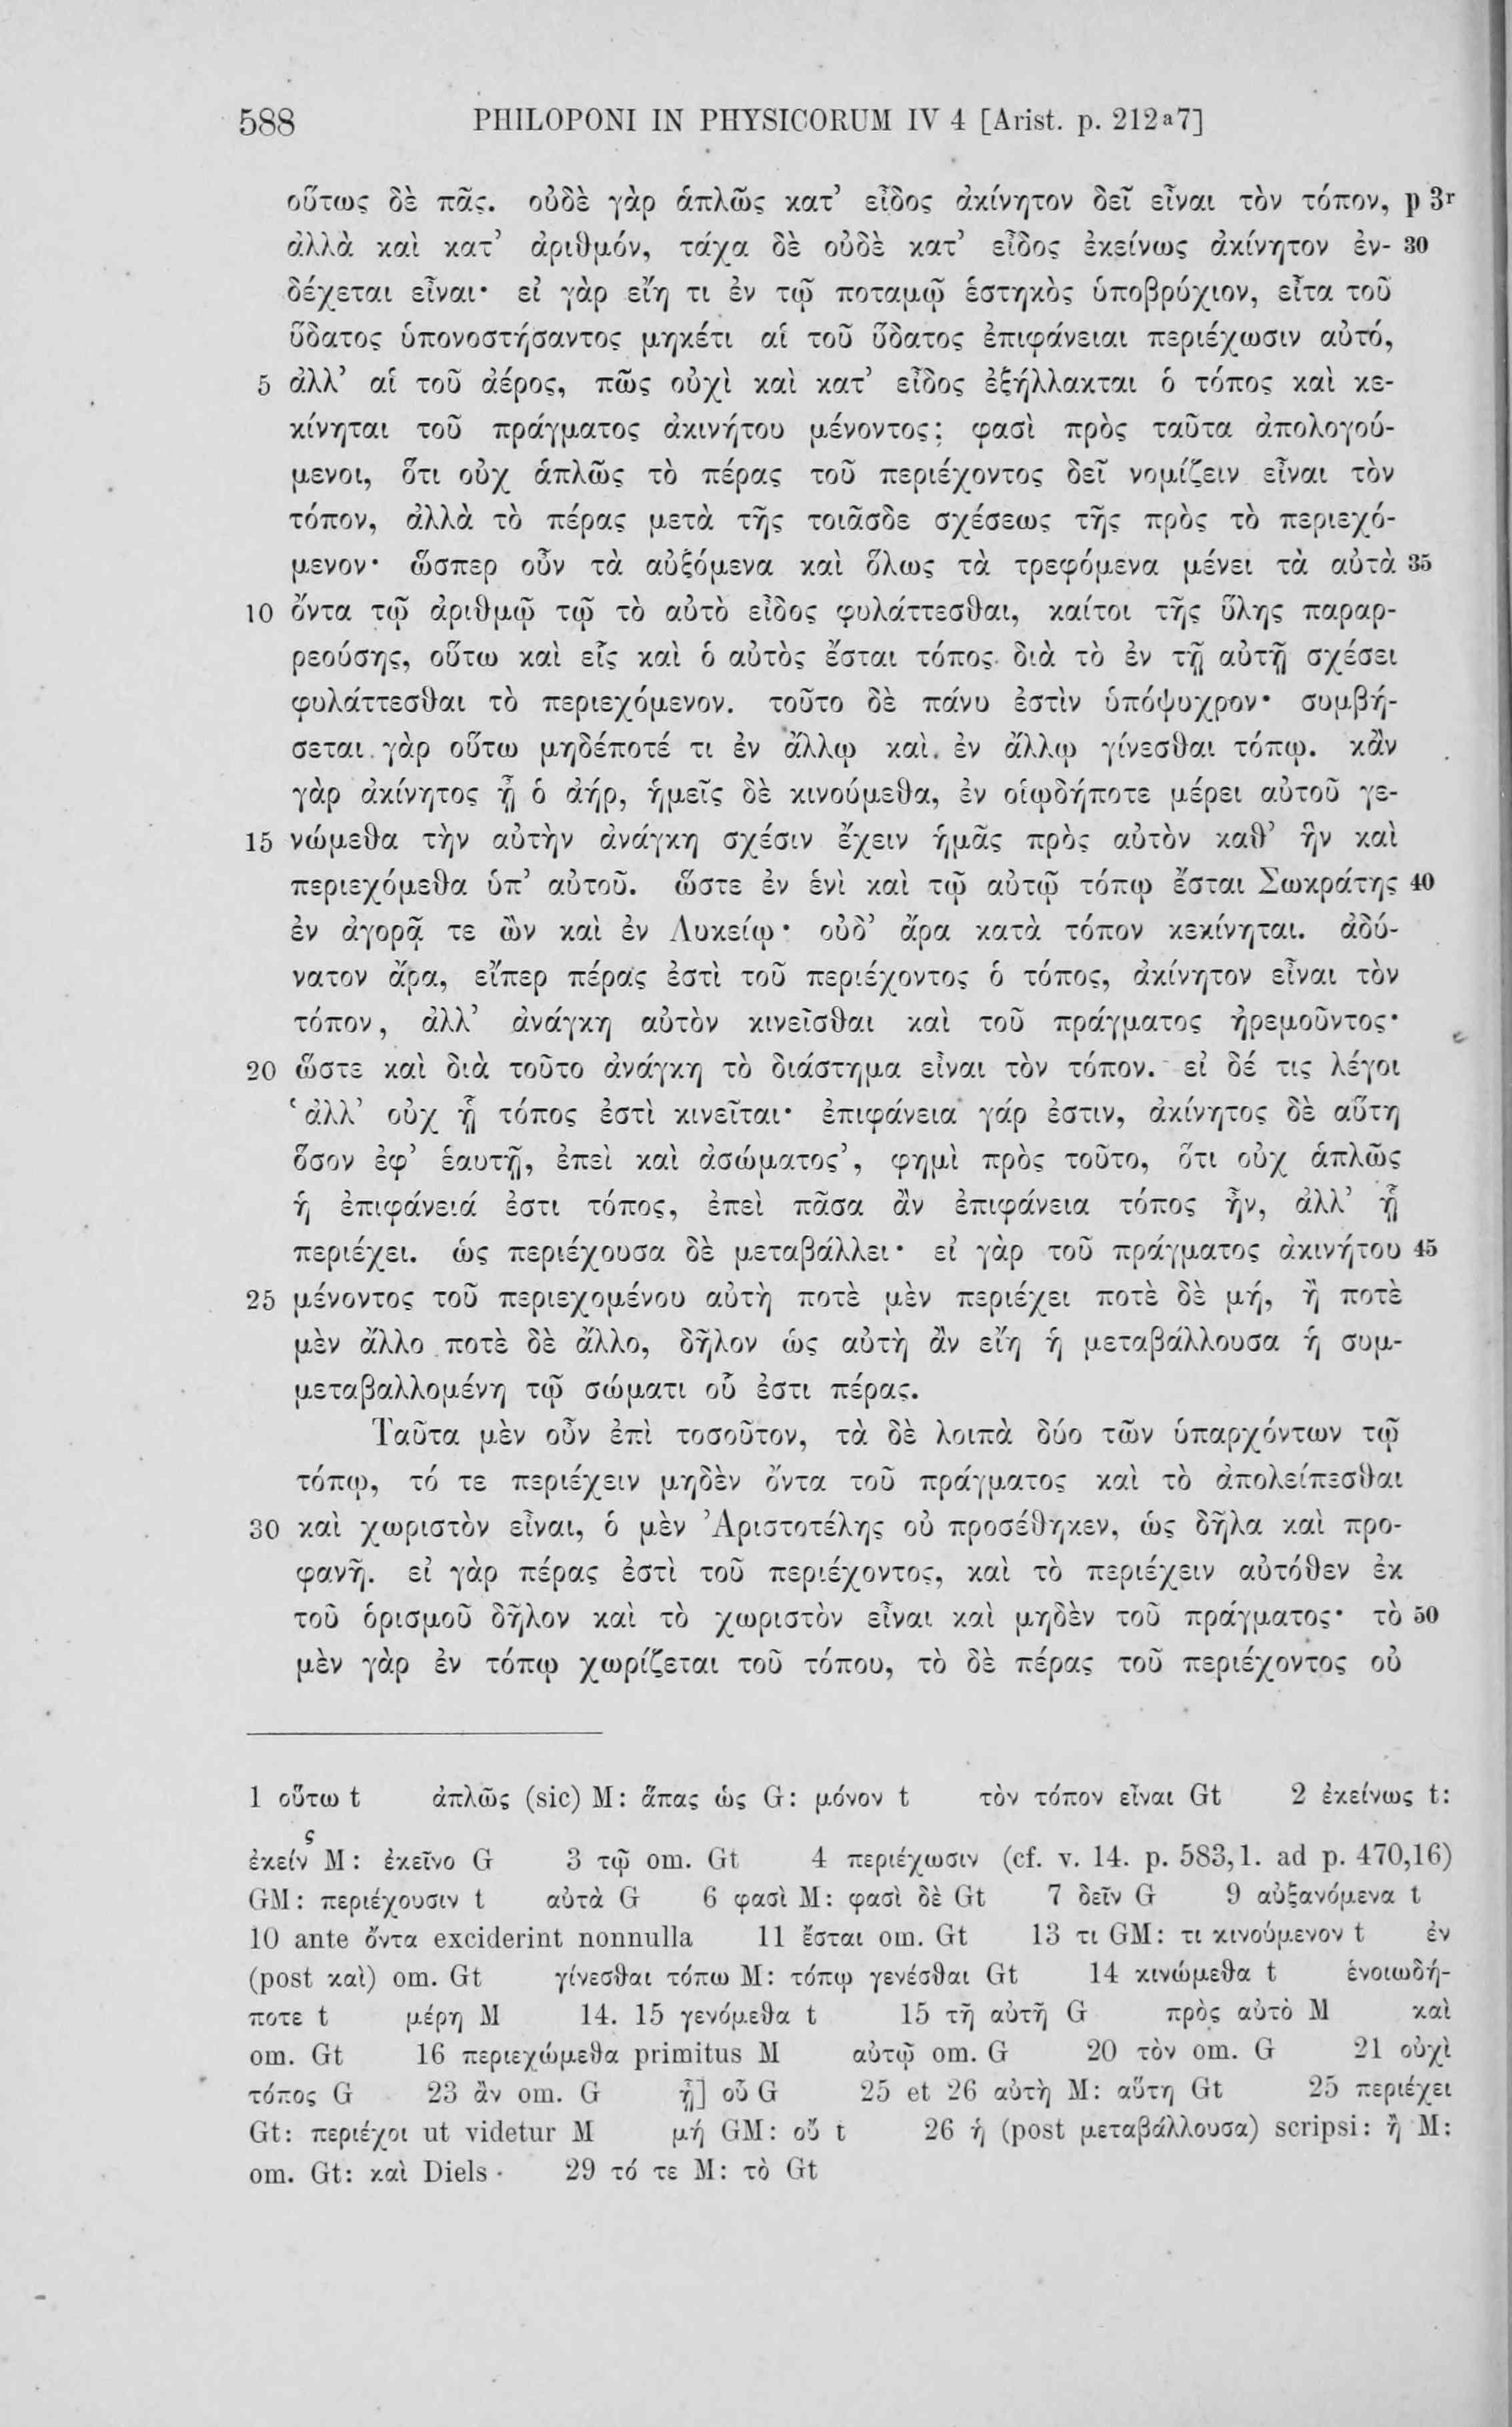 588 PHILOPONI IN PHYSICORUM IV 4 [Arist. p. 212a7]
οὕτως δὲ πᾶς. οὐδὲ γὰρ ἁπλῶς κατ’ εἶδος ἀκίνητον δεῖ εἶναι τὸν τόπον, p 3r
ἀλλὰ καὶ κατ’ ἀριθμόν, τάχα δὲ οὐδὲ κατ’ εἶδος ἐκείνως ἀκίνητον ἐν- 30
δέχεται εἶναι· εἰ γὰρ εἴη τι ἐν τῷ ποταμῷ ἑστηκὸς ὑποβρύχιον, εἶτα τοῦ
ὕδατος ὑπονοστήσαντος μηκέτι αἱ τοῦ ὕδατος ἐπιφάνειαι περιέχωσιν αὐτό,
5 ἀλλ’ αἱ τοῦ ἀέρος, πῶς οὐχὶ καὶ κατ’ εἶδος ἐξήλλακται ὁ τόπος καὶ κε-
κίνηται τοῦ πράγματος ἀκινήτου μένοντος; φασὶ πρὸς ταῦτα ἀπολογού-
μενοι, ὅτι οὐχ ἁπλῶς τὸ πέρας τοῦ περιέχοντος δεῖ νομίζειν εἶναι τὸν
τόπον, ἀλλὰ τὸ πέρας μετὰ τῆς τοιᾶσδε σχέσεως τῆς πρὸς τὸ περιεχό-
μενον· ὥσπερ οὖν τὰ αὐξόμενα καὶ ὅλως τὰ τρεφόμενα μένει τὰ αὐτὰ 35
10 ὄντα τῷ ἀριθμῷ τῷ τὸ αὐτὸ εἶδος φυλάττεσθαι, καίτοι τῆς ὕλης παραρ-
ρεούσης, οὕτω καὶ εἷς καὶ ὁ αὐτὸς ἔσται τόπος διὰ τὸ ἐν τῇ αὐτῇ σχέσει
φυλάττεσθαι τὸ περιεχόμενον. τοῦτο δὲ πάνυ ἐστὶν ὑπόψυχρον· συμβή-
σεται γὰρ οὕτω μηδέποτέ τι ἐν ἄλλῳ καὶ ἐν ἄλλῳ γίνεσθαι τόπῳ. κἂν
γὰρ ἀκίνητος ᾖ ὁ ἀήρ, ἡμεῖς δὲ κινούμεθα, ἐν οἱῳδήποτε μέρει αὐτοῦ γε-
15 νώμεθα τὴν αὐτὴν ἀνάγκη σχέσιν ἔχειν ἡμᾶς πρὸς αὐτὸν καθ’ ἣν καὶ
περιεχόμεθα ὑπ’ αὐτοῦ. ὥστε ἐν ἑνὶ καὶ τῷ αὐτῷ τόπῳ ἔσται Σωκράτης 40
ἐν ἀγορᾷ τε ὢν καὶ ἐν Λυκείῳ· οὐδ’ ἄρα κατὰ τόπον κεκίνηται. ἀδύ-
νατον ἄρα, εἴπερ πέρας ἐστὶ τοῦ περιέχοντος ὁ τόπος, ἀκίνητον εἶναι τὸν
τόπον, ἀλλ’ ἀνάγκη αὐτὸν κινεῖσθαι καὶ τοῦ πράγματος ἠρεμοῦντος·
20 ὥστε καὶ διὰ τοῦτο ἀνάγκη τὸ διάστημα εἶναι τὸν τόπον. εἰ δέ τις λέγοι
‘ἀλλ’ οὐχ ᾗ τόπος ἐστὶ κινεῖται· ἐπιφάνεια γάρ ἐστιν, ἀκίνητος δὲ αὕτη
ὅσον ἐφ’ ἑαυτῇ, ἐπεὶ καὶ ἀσώματος’, φημὶ πρὸς τοῦτο, ὅτι οὐχ ἁπλῶς
ἡ ἐπιφάνειά ἐστι τόπος, ἐπεὶ πᾶσα ἂν ἐπιφάνεια τόπος ἦν, ἀλλ’ ᾗ
περιέχει. ὡς περιέχουσα δὲ μεταβάλλει· εἰ γὰρ τοῦ πράγματος ἀκινήτου 45
25 μένοντος τοῦ περιεχομένου αὐτὴ ποτὲ μὲν περιέχει ποτὲ δὲ μή, ἢ ποτὲ
μὲν ἄλλο ποτὲ δὲ ἄλλο, δῆλον ὡς αὐτὴ ἂν εἴη ἡ μεταβάλλουσα ἡ συμ-
μεταβαλλομένη τῷ σώματι οὗ ἐστι πέρας.
Ταῦτα μὲν οὖν ἐπὶ τοσοῦτον, τὰ δὲ λοιπὰ δύο τῶν ὑπαρχόντων τῷ
τόπῳ, τό τε περιέχειν μηδὲν ὄντα τοῦ πράγματος καὶ τὸ ἀπολείπεσθαι
30 καὶ χωριστὸν εἶναι, ὁ μὲν Ἀριστοτέλης οὐ προσέθηκεν, ὡς δῆλα καὶ προ-
φανῆ. εἰ γὰρ πέρας ἐστὶ τοῦ περιέχοντος, καὶ τὸ περιέχειν αὐτόθεν ἐκ
τοῦ ὁρισμοῦ δῆλον καὶ τὸ χωριστὸν εἶναι καὶ μηδὲν τοῦ πράγματος· τὸ 50
μὲν γὰρ ἐν τόπῳ χωρίζεται τοῦ τόπου, τὸ δὲ πέρας τοῦ περιέχοντος οὐ
1 οὕτω t ἀπλῶς (sic) M: ἅπας ὡς G: μόνον t τὸν τόπον εἶναι Gt 2 ἐκείνως t:
ἐκείνς M: ἐκεῖνο G 3 τῷ om. Gt 4 περιέχωσιν (cf. v. 14. p. 583,1. ad p. 470,16)
GM: περιέχουσιν t αὐτὰ G 6 φασὶ M: φασὶ δὲ Gt 7 δεῖν G 9 αὐξανόμενα t
10 ante ὄντα exciderint nonnulla 11 ἔσται om. Gt 13 τι GM: τι κινούμενον t ἐν
(post καὶ) om. Gt γίνεσθαι τόπω M: τόπῳ γενέσθαι Gt 14 κινώμεθα t ἑνοιωδή-
ποτε t μέρη M 14. 15 γενόμεθα t 15 τῆ αὐτῆ G πρὸς αὐτὸ M καὶ
om. Gt 16 περιεχώμεθα primitus M αὐτῷ om. G 20 τὸν om. G 21 οὐχὶ
τόπος G 23 ἂν om. G ᾗ] οὗ G 25 et 26 αὐτὴ M: αὕτη Gt 25 περιέχει
Gt: περιέχοι ut videtur M μή GM: οὔ t 26 ἡ (post μεταβάλλουσα) scripsi: ἢ M:
om. Gt: καὶ Diels 29 τό τε M: τὸ Gt